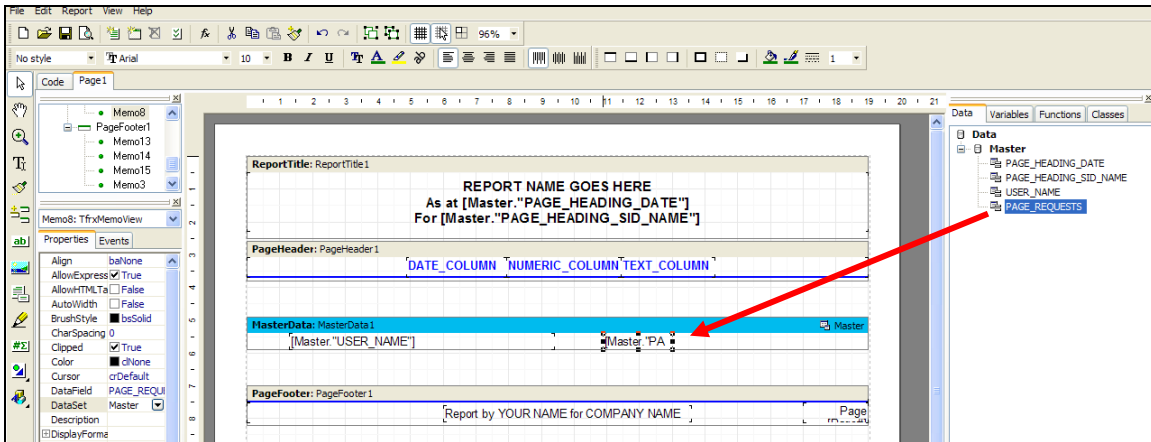 File Edit Report View Help
96%
No style Arial 10 B I U 1
Code Page1
Memo8
PageFooter1
Memo13
Memo14
Memo15
Memo3
Memo8: TfrxMemoView
Properties Events
Align baNone
AllowExpress True
AllowHTMLTa False
AutoWidth False
BrushStyle bsSolid
CharSpacing 0
Clipped True
Color clNone
Cursor crDefault
DataField PAGE_REQUE
DataSet Master
Description
DisplayForma
1 2 3 4 5 6 7 8 9 10 11 12 13 14 15 16 17 18 19 20 21
ReportTitle: ReportTitle1
REPORT NAME GOES HERE
As at [Master."PAGE_HEADING_DATE"]
For [Master."PAGE_HEADING_SID_NAME"]
PageHeader: PageHeader1
DATE_COLUMN NUMERIC_COLUMN TEXT_COLUMN
MasterData: MasterData1 Master
[Master."USER_NAME"] [Master."PA
PageFooter: PageFooter1
Report by YOUR NAME for COMPANY NAME Page
Data Variables Functions Classes
Data
Master
PAGE_HEADING_DATE
PAGE_HEADING_SID_NAME
USER_NAME
PAGE_REQUESTS